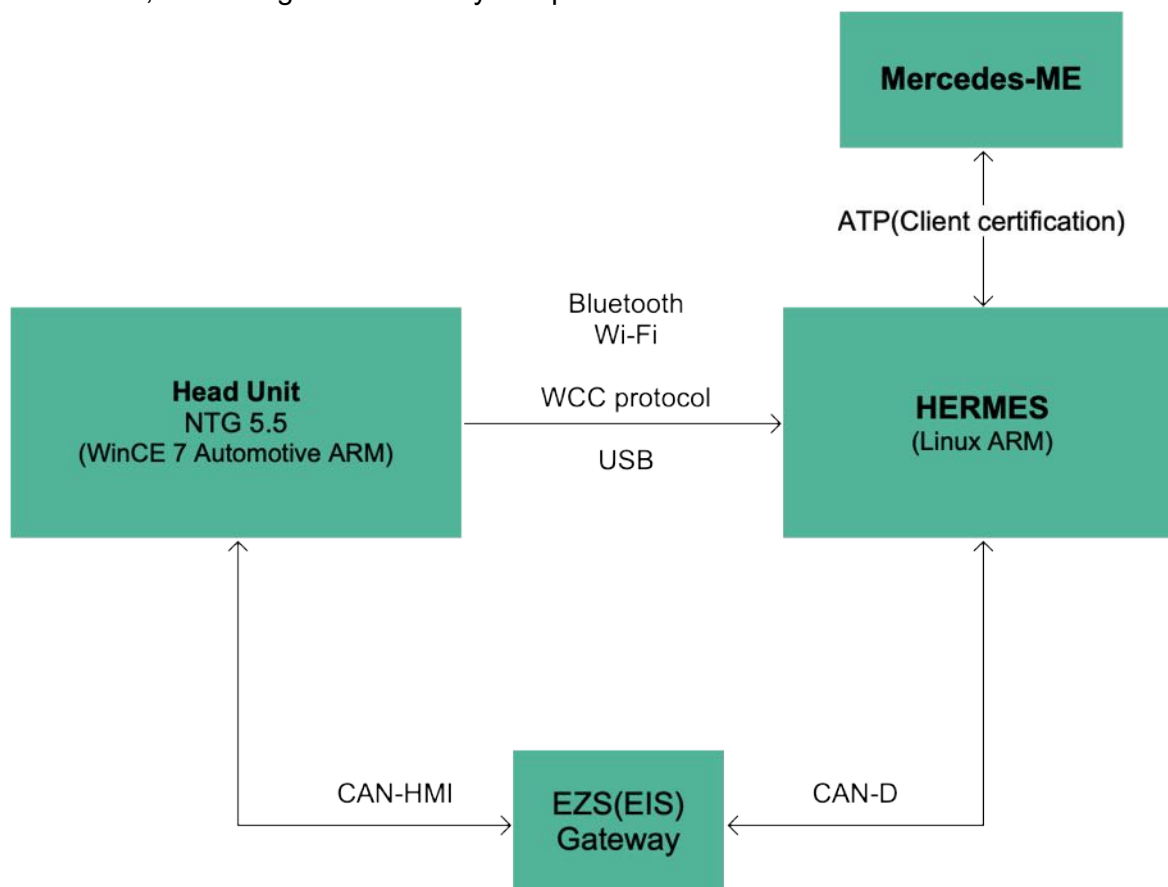 Mercedes-ME
ATP(Client certification)
Bluetooth
Wi-Fi
Head Unit
NTG 5.5
(WinCE 7 Automotive ARM)
WCC protocol
USB
HERMES
(Linux ARM)
CAN-HMI
EZS(EIS)
Gateway
CAN-D